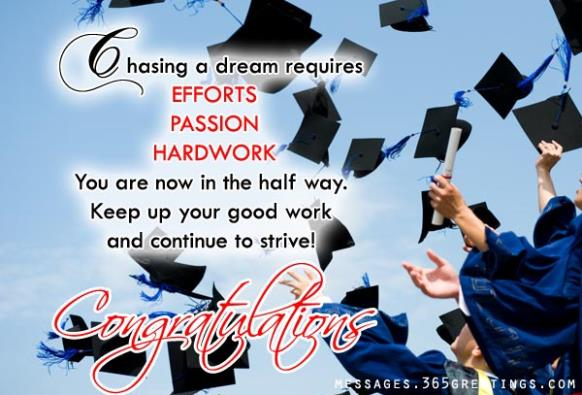 Chasing a dream requires
EFFORTS
PASSION
HARDWORK
You are now in the half way.
Keep up your good work
and continue to strive!
Congratulations
MESSAGES.365GREETINGS.COM